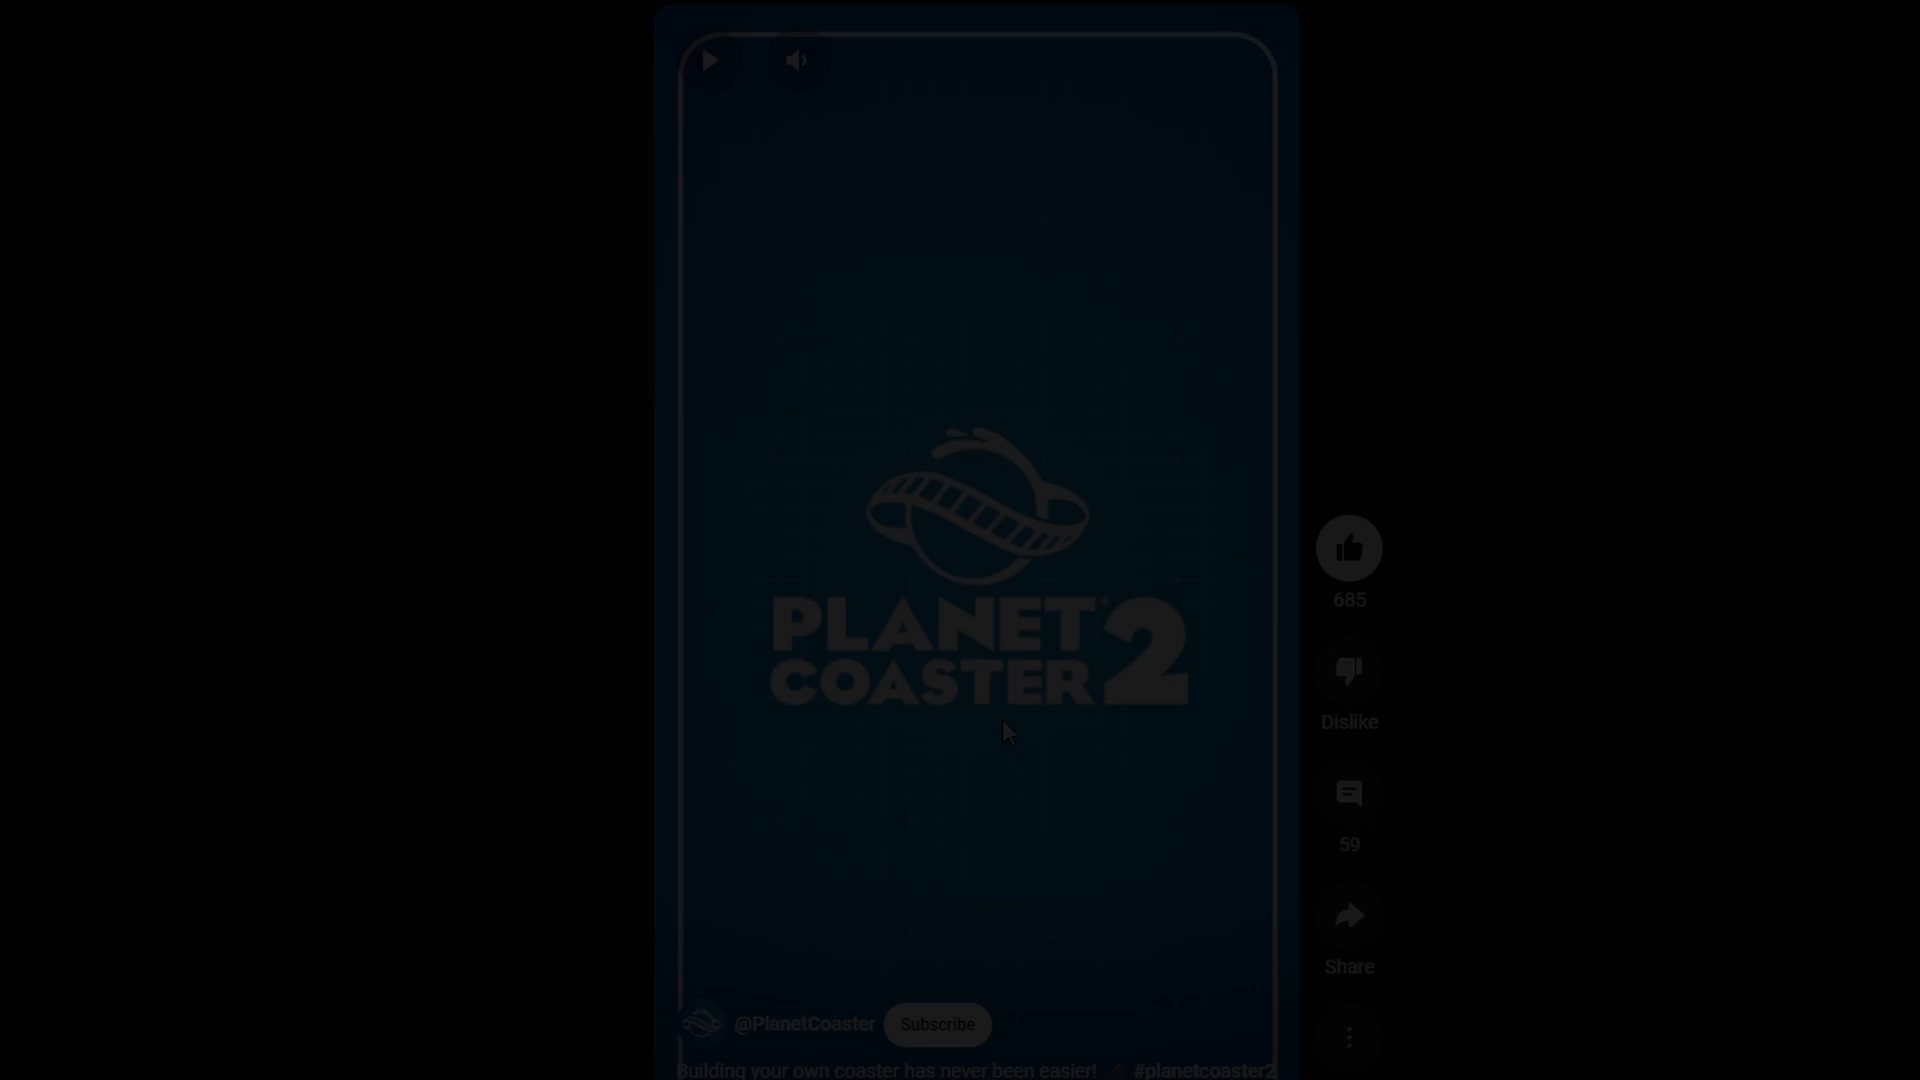 PLANET
COASTER 2
685
Dislike
59
Share
@PlanetCoaster Subscribe
Building your own coaster has never been easier! #planetcoaster2